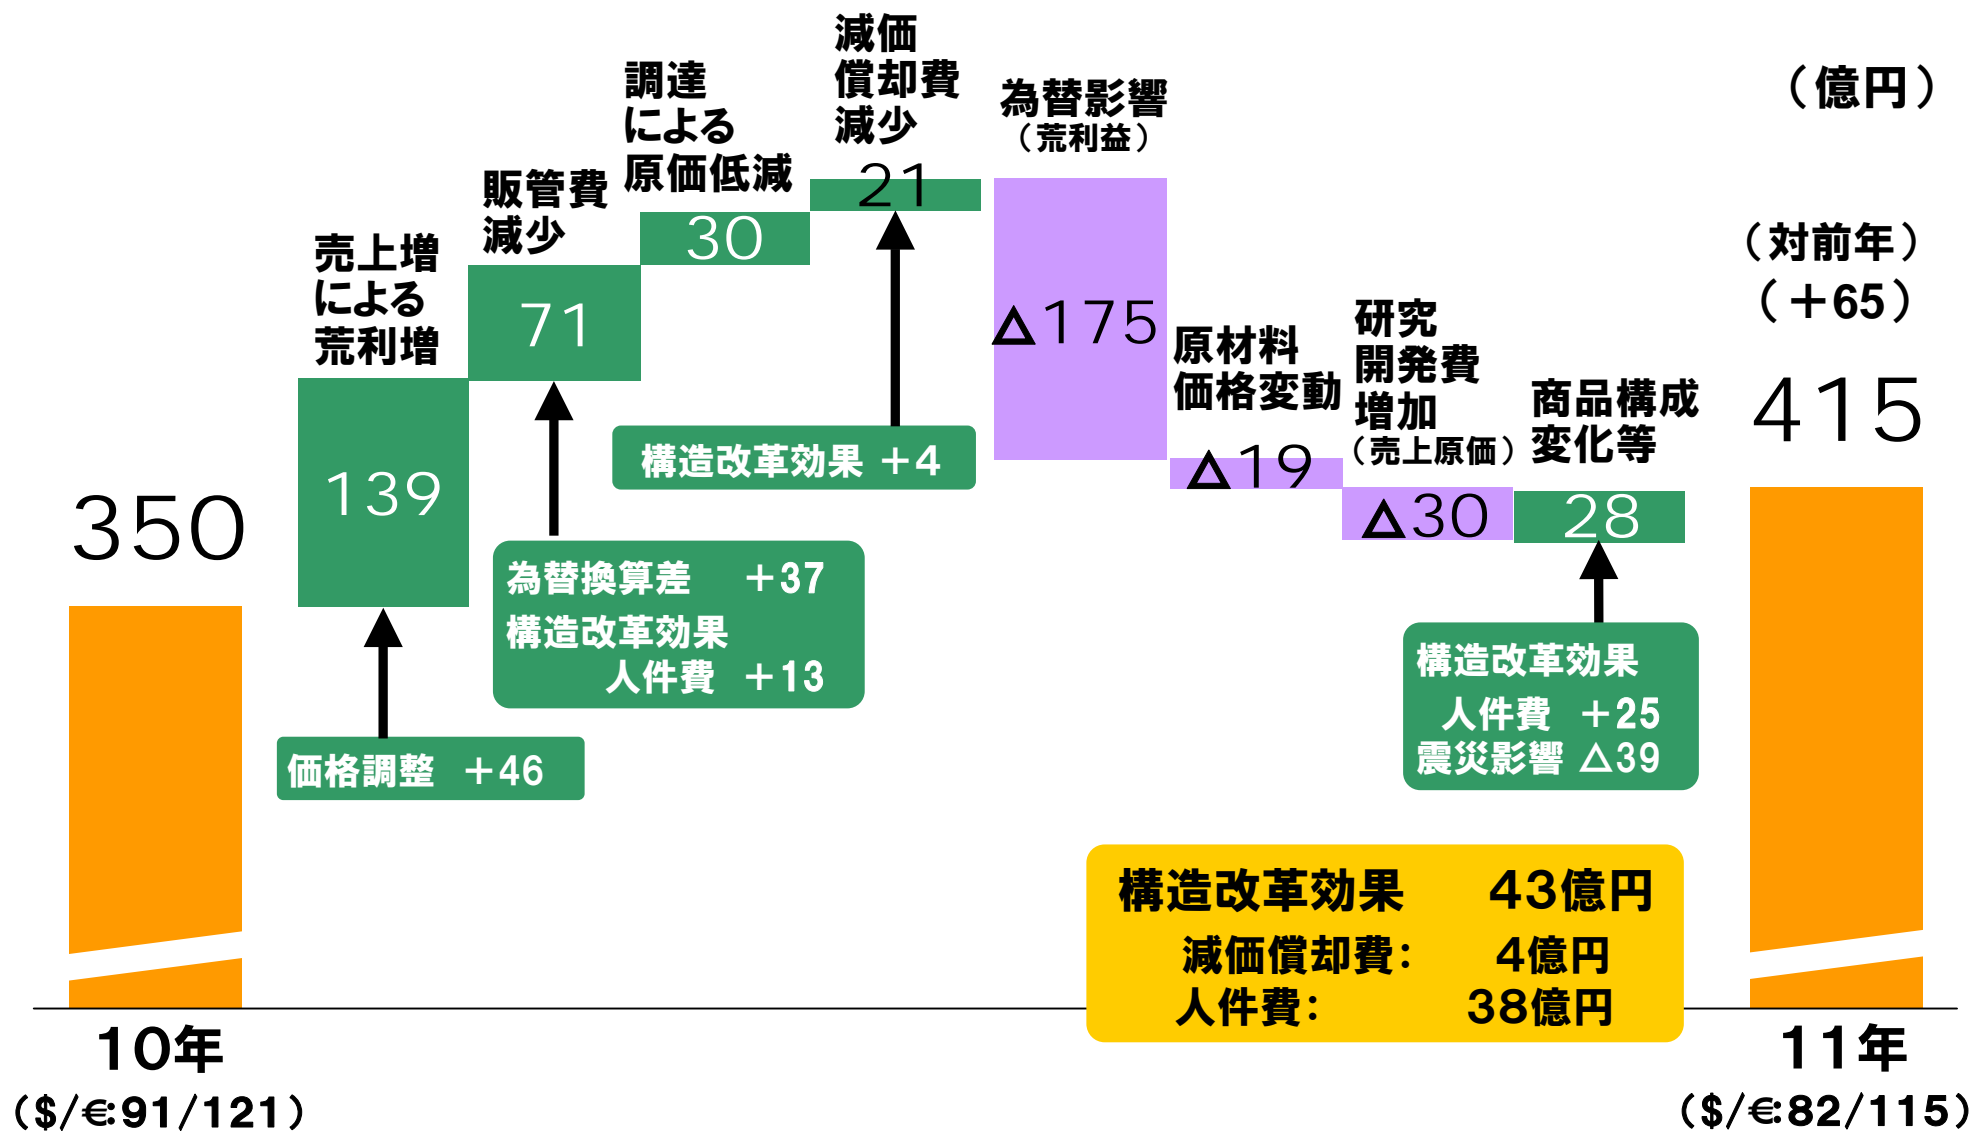 （億円）
（対前年）
（＋65）
350
売上増
による
荒利増
139
価格調整 ＋46
販管費
減少
71
為替換算差 ＋37
構造改革効果
人件費 ＋13
調達
による
原価低減
30
減価
償却費
減少
21
構造改革効果 ＋4
為替影響
（荒利益）
△175
原材料
価格変動
△19
研究
開発費
増加
（売上原価）
△30
商品構成
変化等
28
構造改革効果
人件費 ＋25
震災影響 △39
415
構造改革効果 43億円
減価償却費： 4億円
人件費： 38億円
10年
（$/€:91/121）
11年
（$/€:82/115）